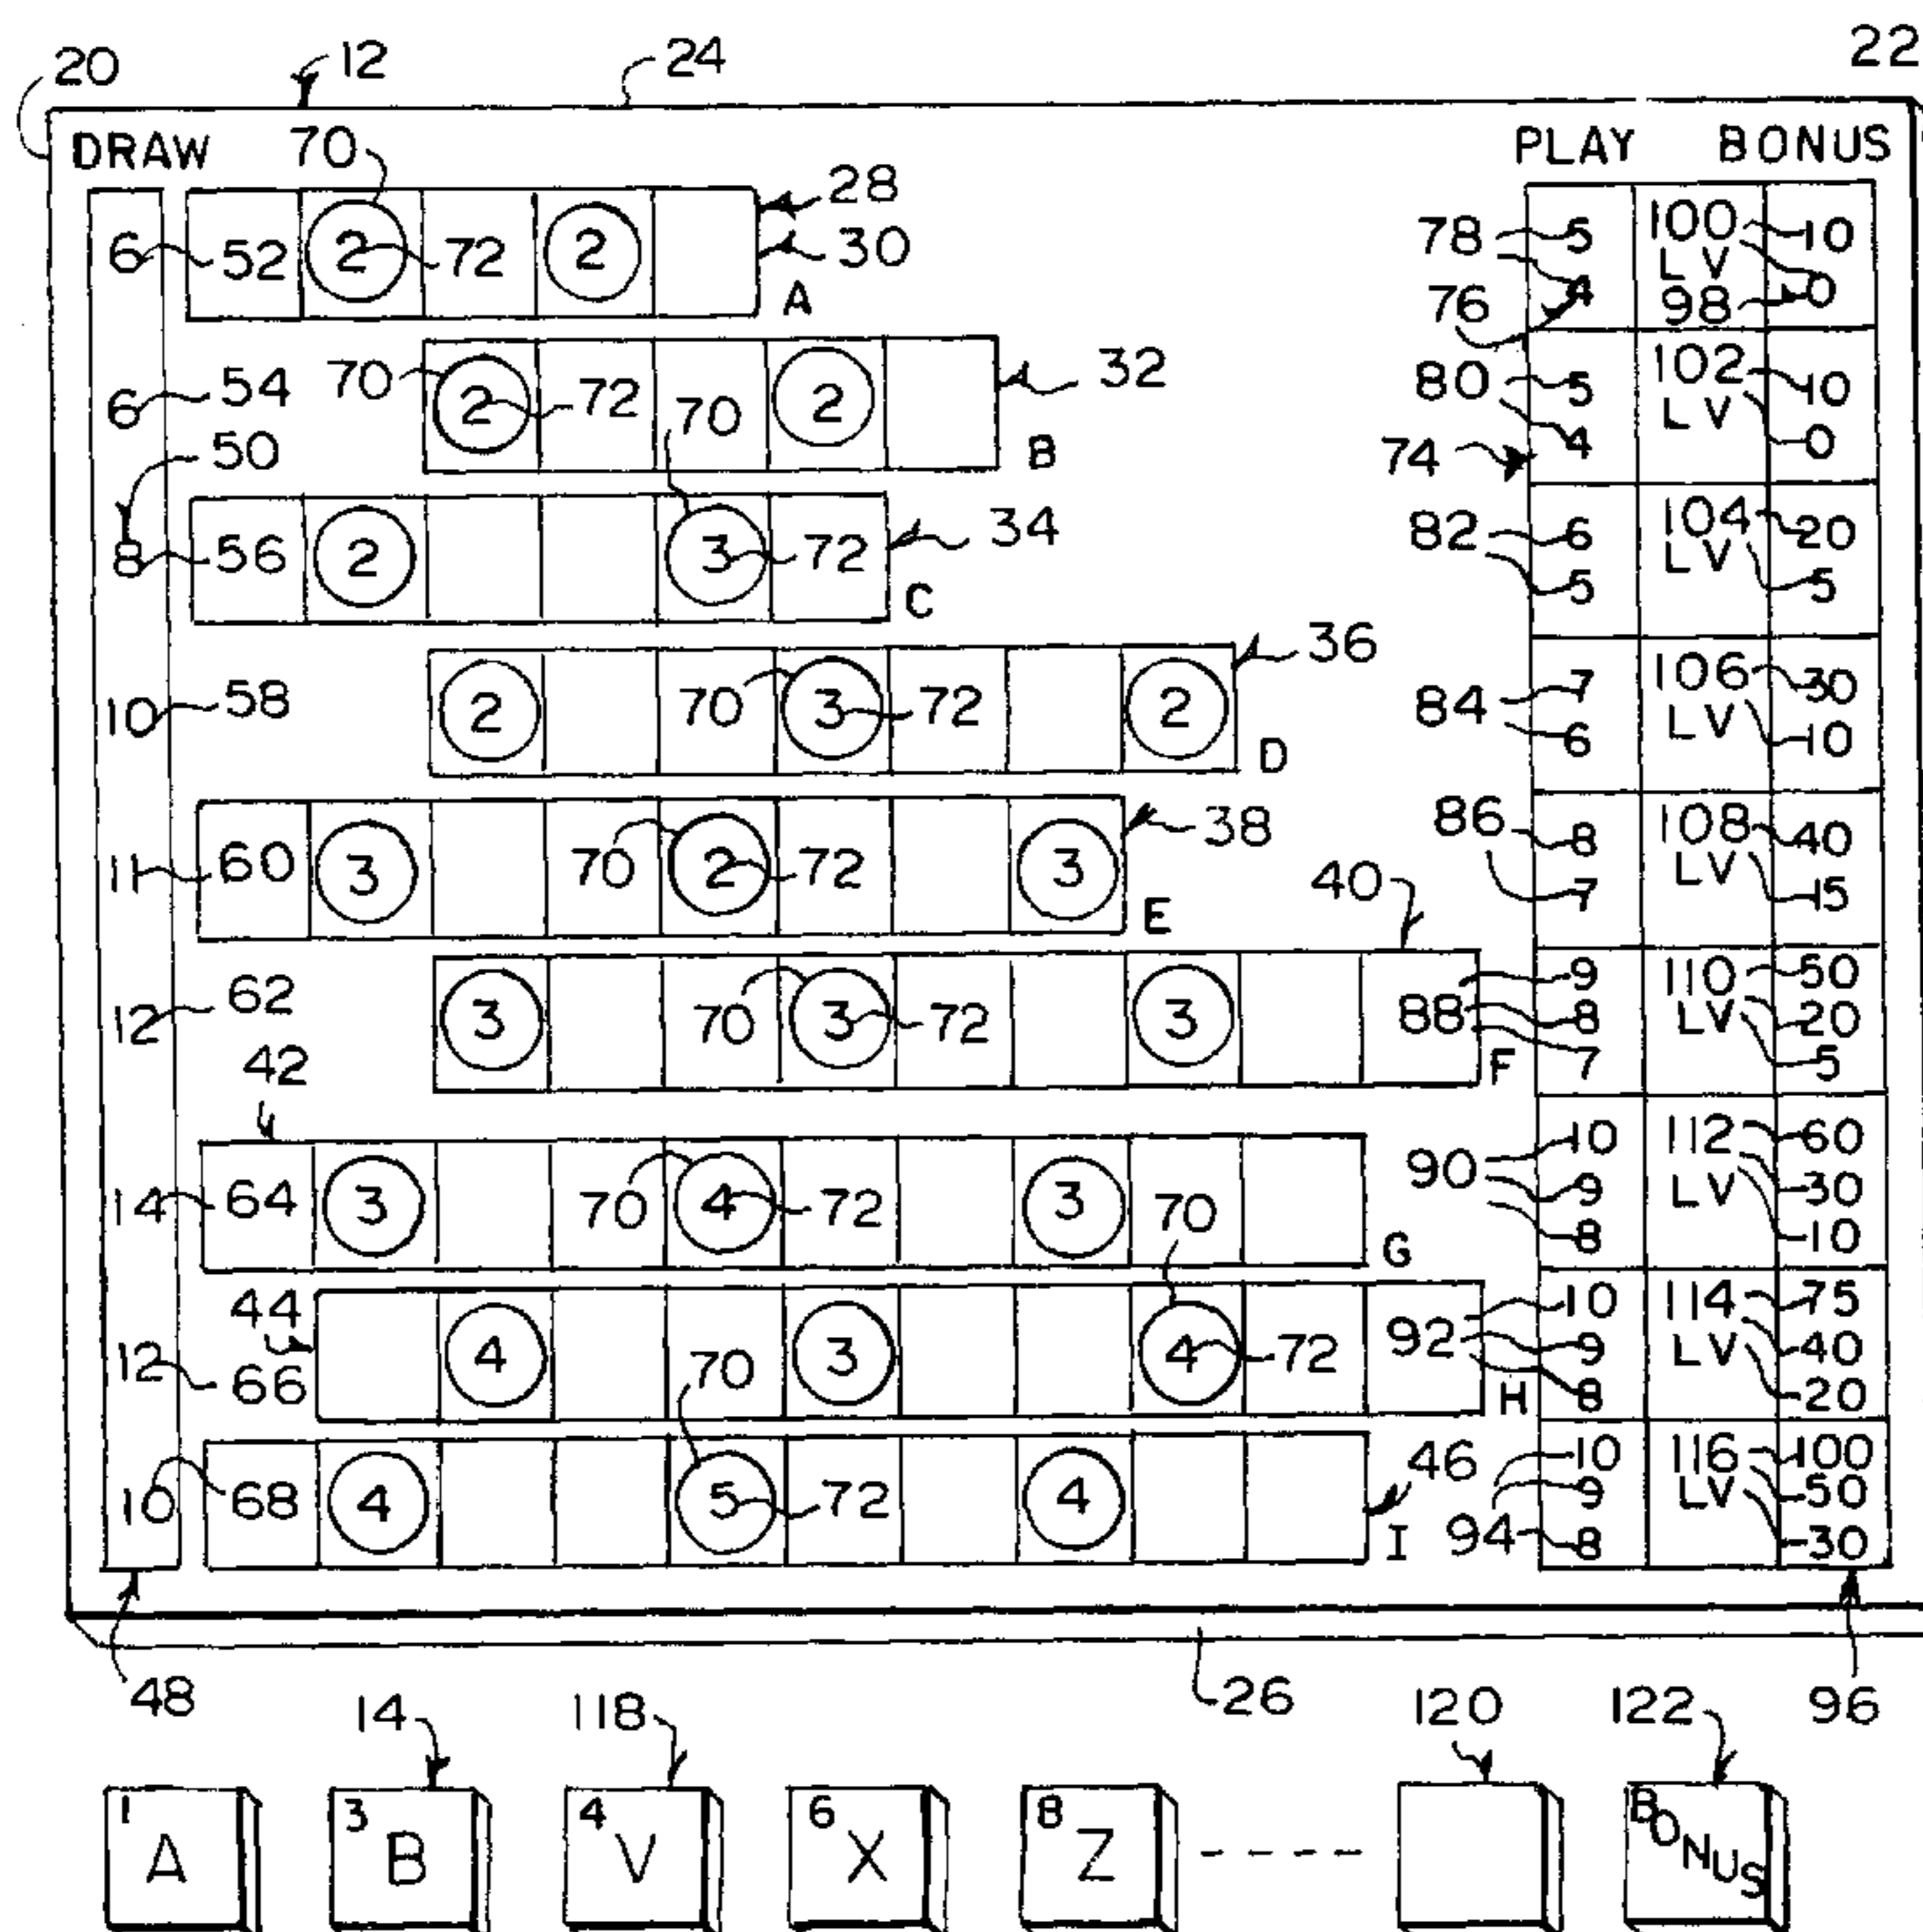 20 12 24 22
DRAW 70 PLAY BONUS
6 52 2 72 2 28 30 A 78 5 4 100 LV 98 10 0
76
6 54 70 2 72 70 2 32 B 80 5 4 102 LV 10 0
50 74
8 56 2 3 72 34 C 82 6 5 104 LV 20 5
10 58 2 70 3 72 2 36 D 84 7 6 106 LV 30 10
11 60 3 70 2 72 3 38 E 86 8 7 108 LV 40 15
40
12 62 3 70 3 72 3 F 88 9 8 7 110 LV 50 20 5
42
14 64 3 70 4 72 3 70 G 90 10 9 8 112 LV 60 30 10
44
12 66 4 70 3 4 72 H 92 10 9 8 114 LV 75 40 20
10 68 4 5 72 4 46 I 94 10 9 8 116 LV 100 50 30
48 14 118 26 120 122 96
1 A 3 B 4 V 6 X 8 Z BONUS